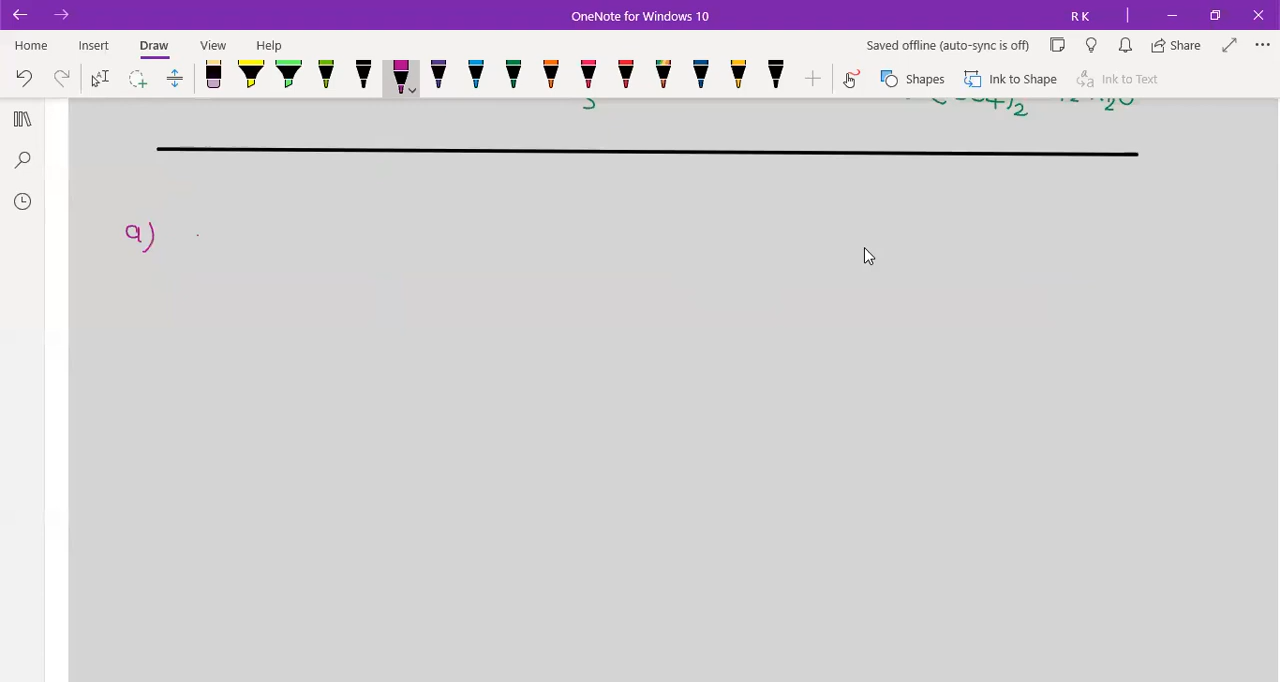 OneNote for Windows 10
R K
Home Insert Draw View Help
Saved offline (auto-sync is off) Share
Shapes Ink to Shape Ink to Text
a)